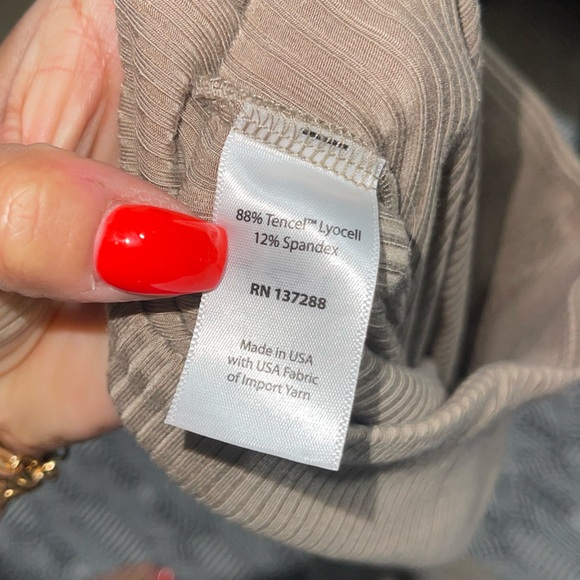 88% Tencel™ Lyocell
12% Spandex
RN 137288
Made in USA
with USA Fabric
of Import Yarn